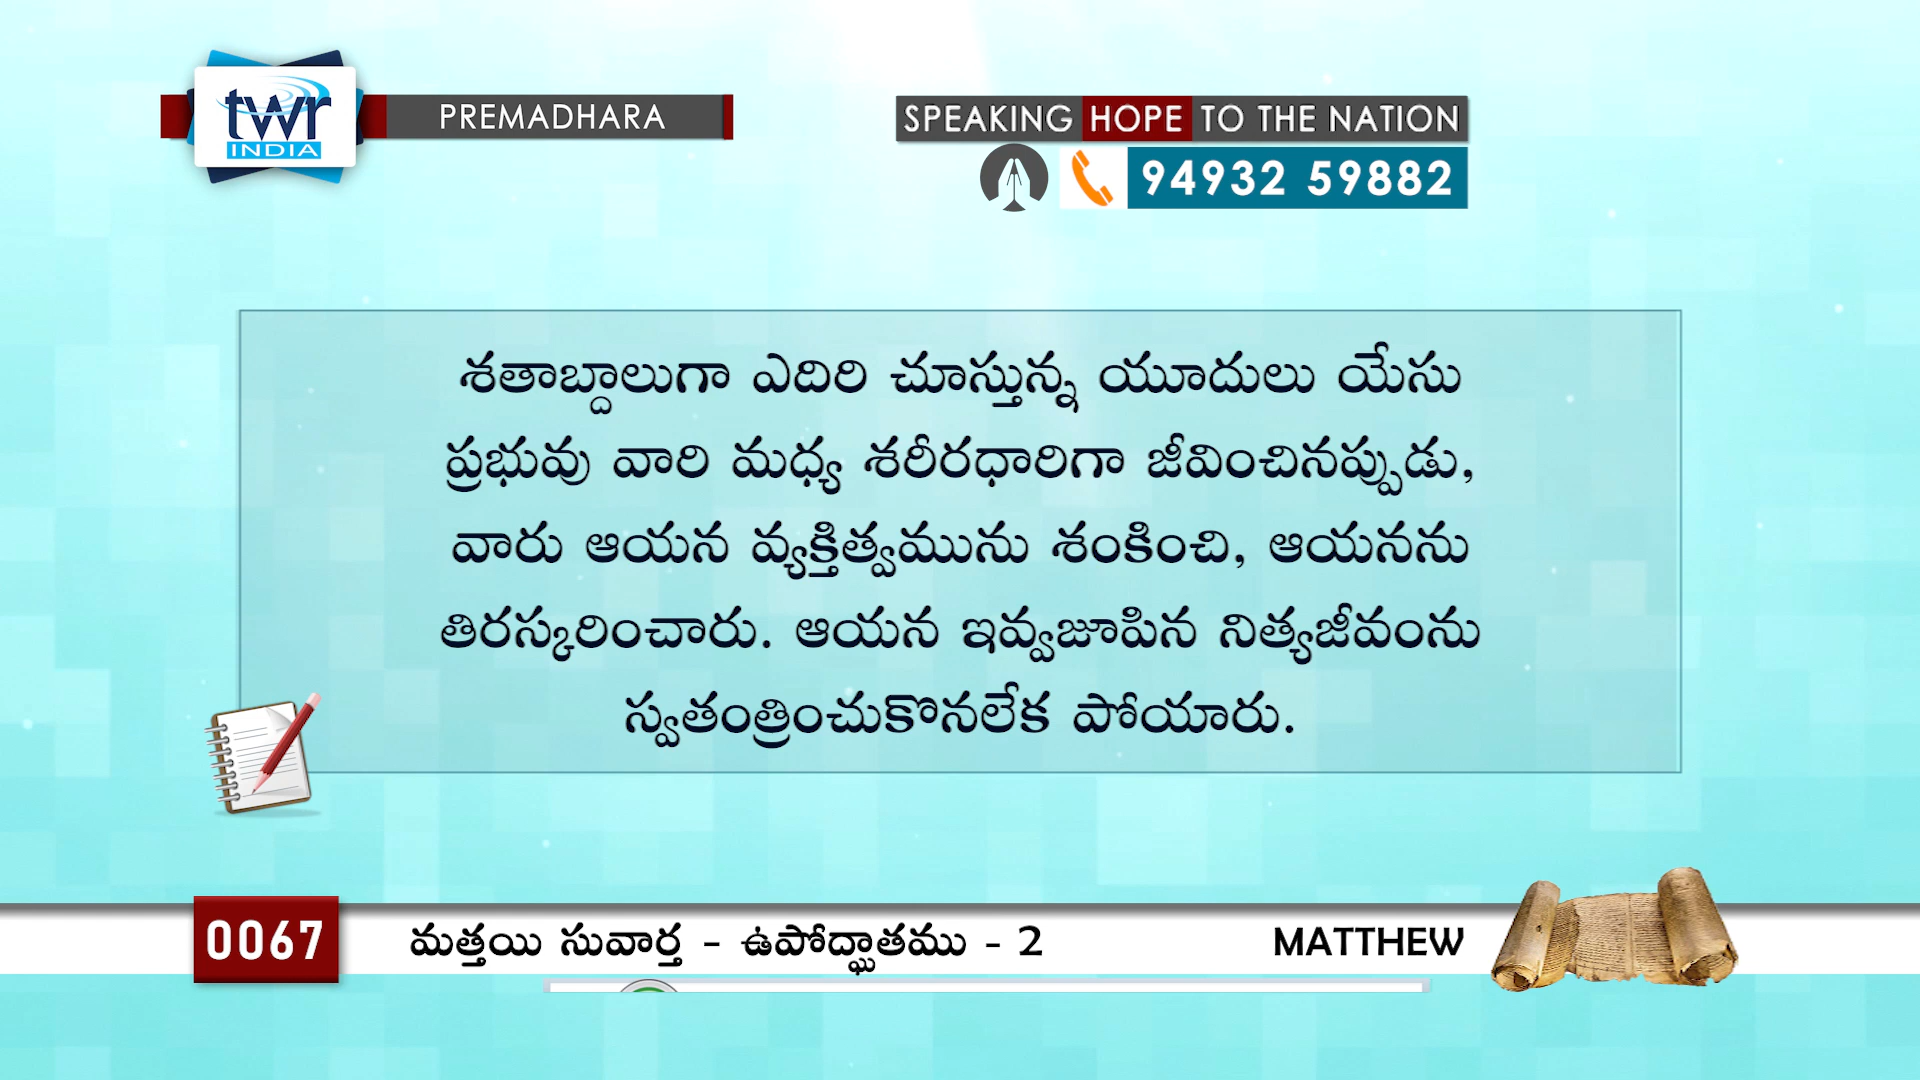 twr
INDIA
PREMADHARA
SPEAKING HOPE TO THE NATION
94932 59882
శతాబ్దాలుగా ఎదిరి చూస్తున్న యూదులు యేసు
ప్రభువు వారి మధ్య శరీరధారిగా జీవించినప్పుడు,
వారు ఆయన వ్యక్తిత్వమును శంకించి, ఆయనను
తిరస్కరించారు. ఆయన ఇవ్వజూపిన నిత్యజీవంను
స్వతంత్రించుకొనలేక పోయారు.
0067
మత్తయి సువార్త - ఉపోద్ఘాతము - 2
MATTHEW